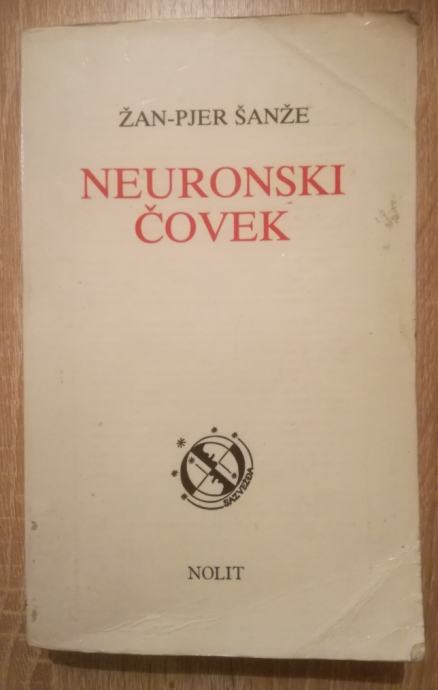 ŽAN-PJER ŠANŽE
NEURONSKI
ČOVEK
SAZVEŽĐA
NOLIT